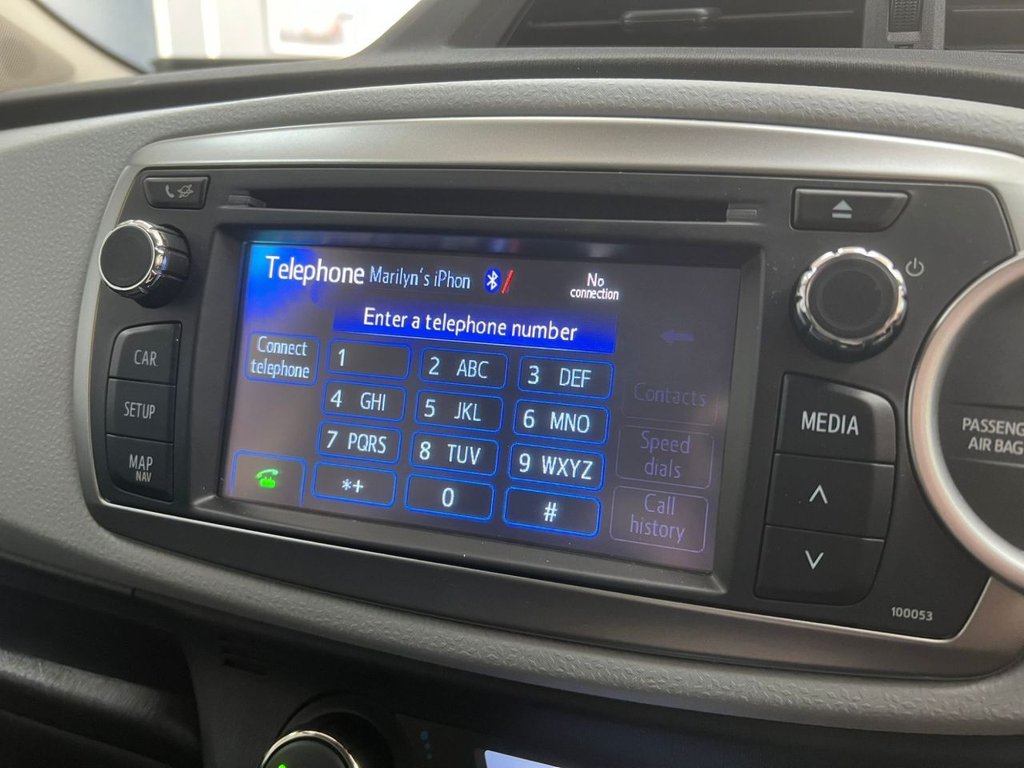 Telephone Marilyn's iPhon
No
connection
Enter a telephone number
Connect
telephone
1
2 ABC
3 DEF
Contacts
4 GHI
5 JKL
6 MNO
Speed
dials
7 PQRS
8 TUV
9 WXYZ
Call
history
*+
0
#
CAR
SETUP
MAP
NAV
MEDIA
PASSENG
AIR BAG
100053